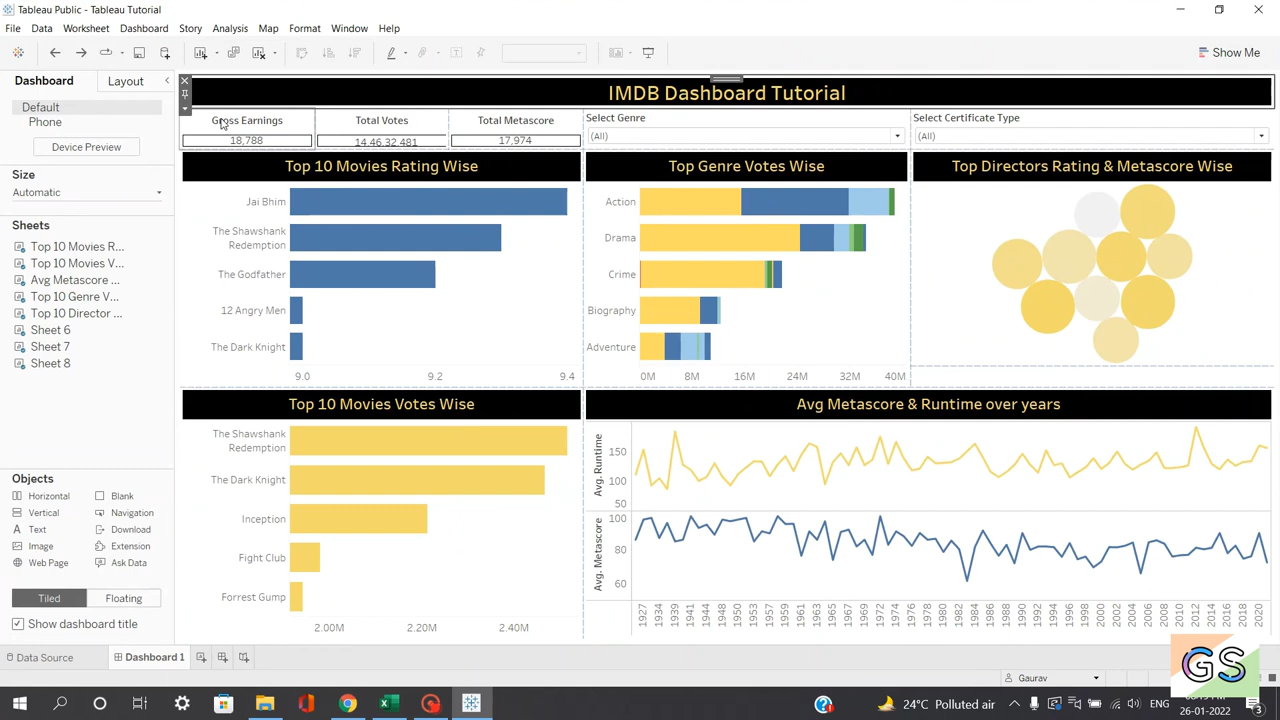 Tableau Public - Tableau Tutorial
File Data Worksheet Dashboard Story Analysis Map Format Window Help
Show Me
Dashboard Layout
Default
Phone
Device Preview
Size
Automatic
Sheets
Top 10 Movies R...
Top 10 Movies V...
Avg Metascore ...
Top 10 Genre V...
Top 10 Director ...
Sheet 6
Sheet 7
Sheet 8
Objects
Horizontal Blank
Vertical Navigation
Text Download
Image Extension
Web Page Ask Data
Tiled Floating
Show dashboard title
IMDB Dashboard Tutorial
Gross Earnings Total Votes Total Metascore
18,788 14,46,32,481 17,974
Select Genre
(All)
Select Certificate Type
(All)
Top 10 Movies Rating Wise
Jai Bhim
The Shawshank
Redemption
The Godfather
12 Angry Men
The Dark Knight
9.0 9.2 9.4
Top Genre Votes Wise
Action
Drama
Crime
Biography
Adventure
0M 8M 16M 24M 32M 40M
Top Directors Rating & Metascore Wise
Top 10 Movies Votes Wise
The Shawshank
Redemption
The Dark Knight
Inception
Fight Club
Forrest Gump
2.00M 2.20M 2.40M
Avg Metascore & Runtime over years
Avg. Runtime
150
100
50
Avg. Metascore
100
80
60
1927 1934 1939 1941 1944 1948 1950 1953 1957 1959 1961 1963 1965 1967 1969 1972 1974 1976 1978 1980 1982 1984 1986 1988 1990 1992 1994 1996 1998 2000 2002 2004 2006 2008 2010 2012 2014 2016 2018 2020
Data Source Dashboard 1
Gaurav
GS
24°C Polluted air
ENG
26-01-2022
3